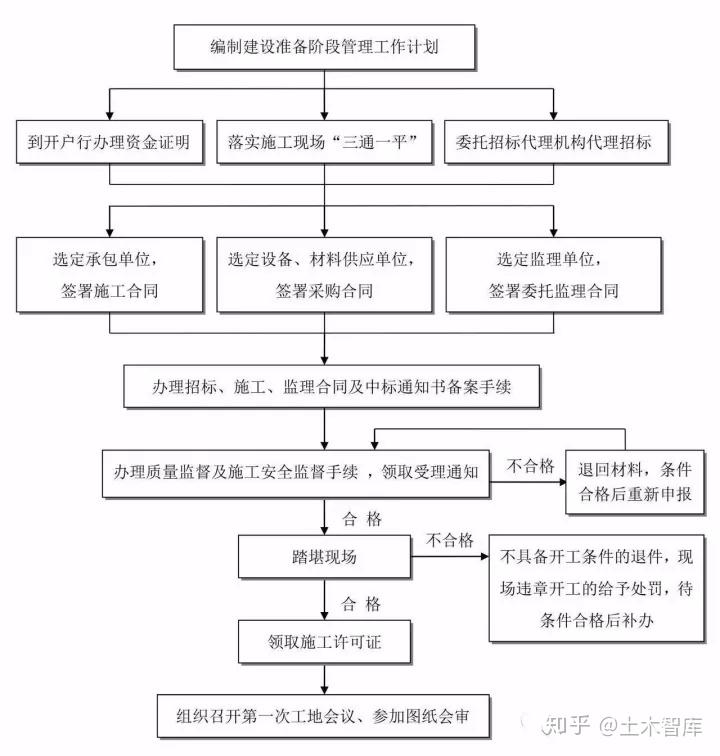 编制建设准备阶段管理工作计划
到开户行办理资金证明
落实施工现场“三通一平”
委托招标代理机构代理招标
选定承包单位，
签署施工合同
选定设备、材料供应单位，
签署采购合同
选定监理单位，
签署委托监理合同
办理招标、施工、监理合同及中标通知书备案手续
办理质量监督及施工安全监督手续 ，领取受理通知
不合格
退回材料，条件
合格后重新申报
合 格
踏堪现场
不合格
不具备开工条件的退件，现
场违章开工的给予处罚，待
条件合格后补办
合 格
领取施工许可证
组织召开第一次工地会议、参加图纸会审
知乎 @土木智库